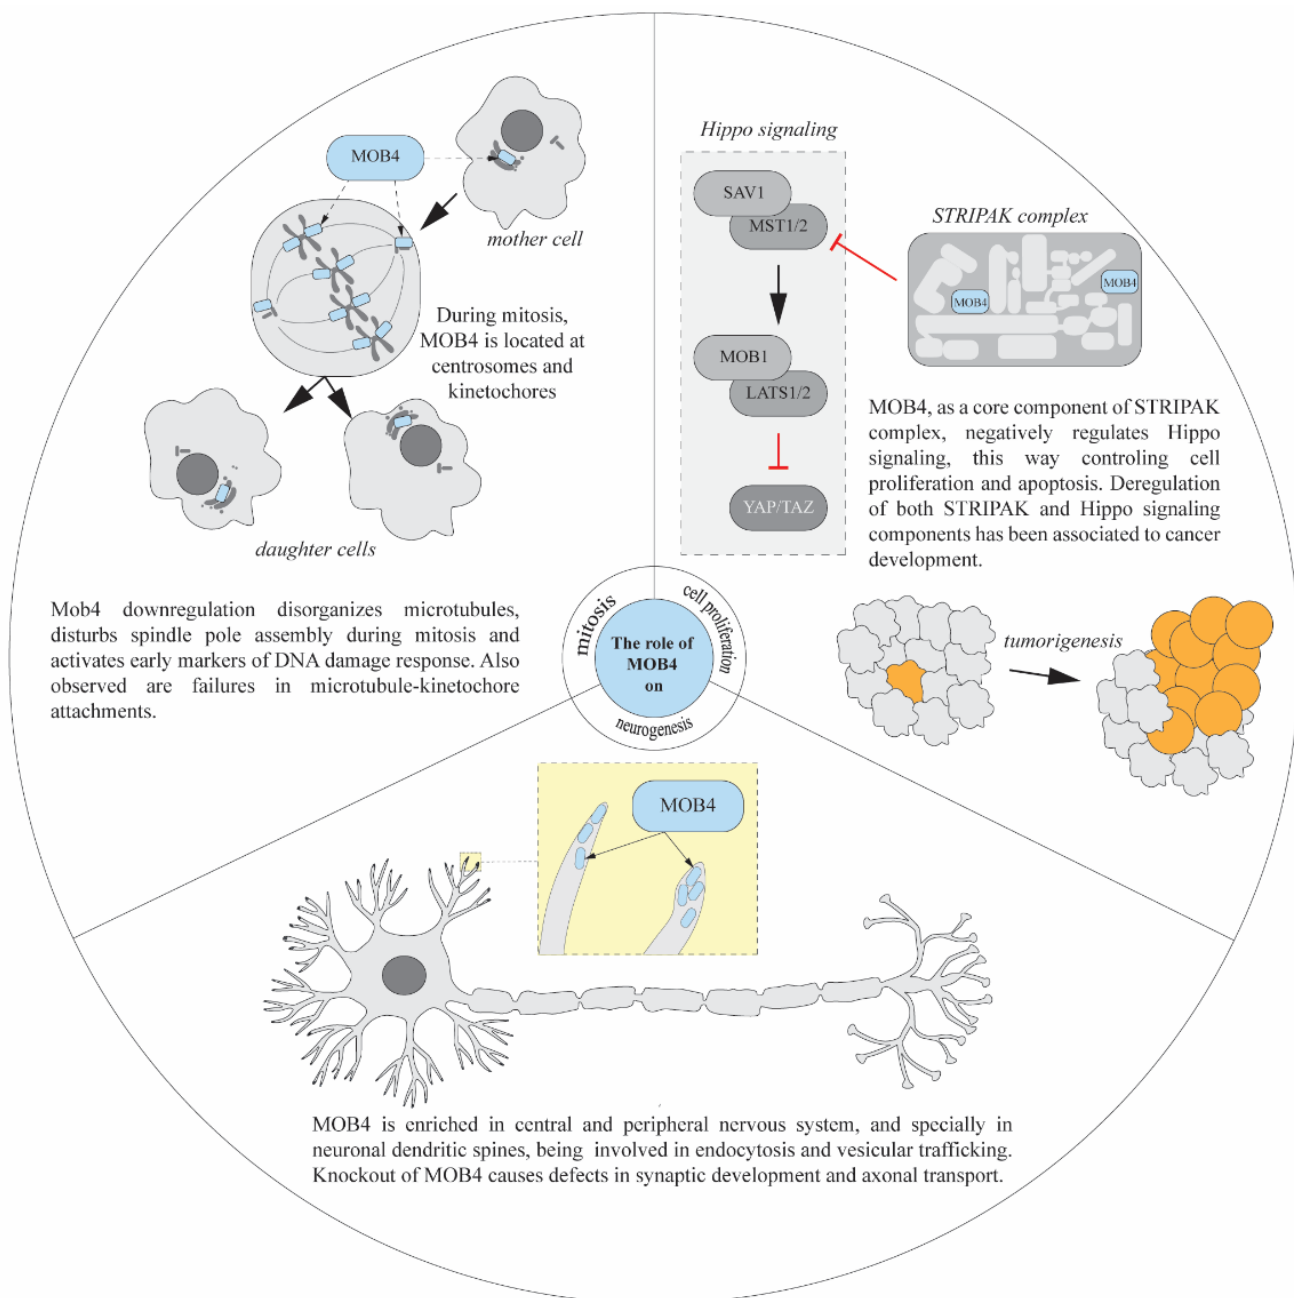 MOB4
mother cell
During mitosis,
MOB4 is located at
centrosomes and
kinetochores
daughter cells
Mob4 downregulation disorganizes microtubules,
disturbs spindle pole assembly during mitosis and
activates early markers of DNA damage response. Also
observed are failures in microtubule-kinetochore
attachments.
Hippo signaling
SAV1
MST1/2
MOB1
LATS1/2
YAP/TAZ
STRIPAK complex
MOB4
MOB4
MOB4, as a core component of STRIPAK
complex, negatively regulates Hippo
signaling, this way controling cell
proliferation and apoptosis. Deregulation
of both STRIPAK and Hippo signaling
components has been associated to cancer
development.
tumorigenesis
mitosis
cell proliferation
neurogenesis
The role of
MOB4
on
MOB4
MOB4 is enriched in central and peripheral nervous system, and specially in
neuronal dendritic spines, being involved in endocytosis and vesicular trafficking.
Knockout of MOB4 causes defects in synaptic development and axonal transport.